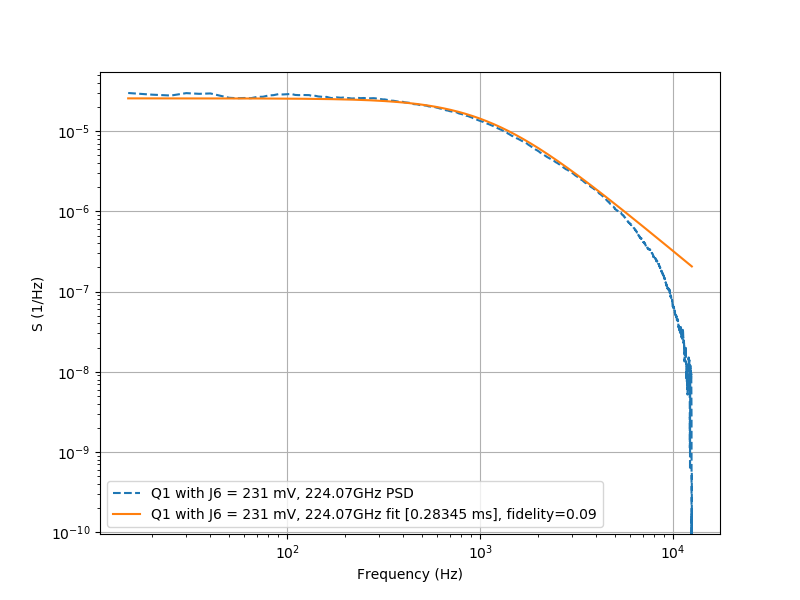 10⁻⁵
10⁻⁶
10⁻⁷
10⁻⁸
10⁻⁹
10⁻¹⁰
S (1/Hz)
Q1 with J6 = 231 mV, 224.07GHz PSD
Q1 with J6 = 231 mV, 224.07GHz fit [0.28345 ms], fidelity=0.09
10² 10³ 10⁴
Frequency (Hz)